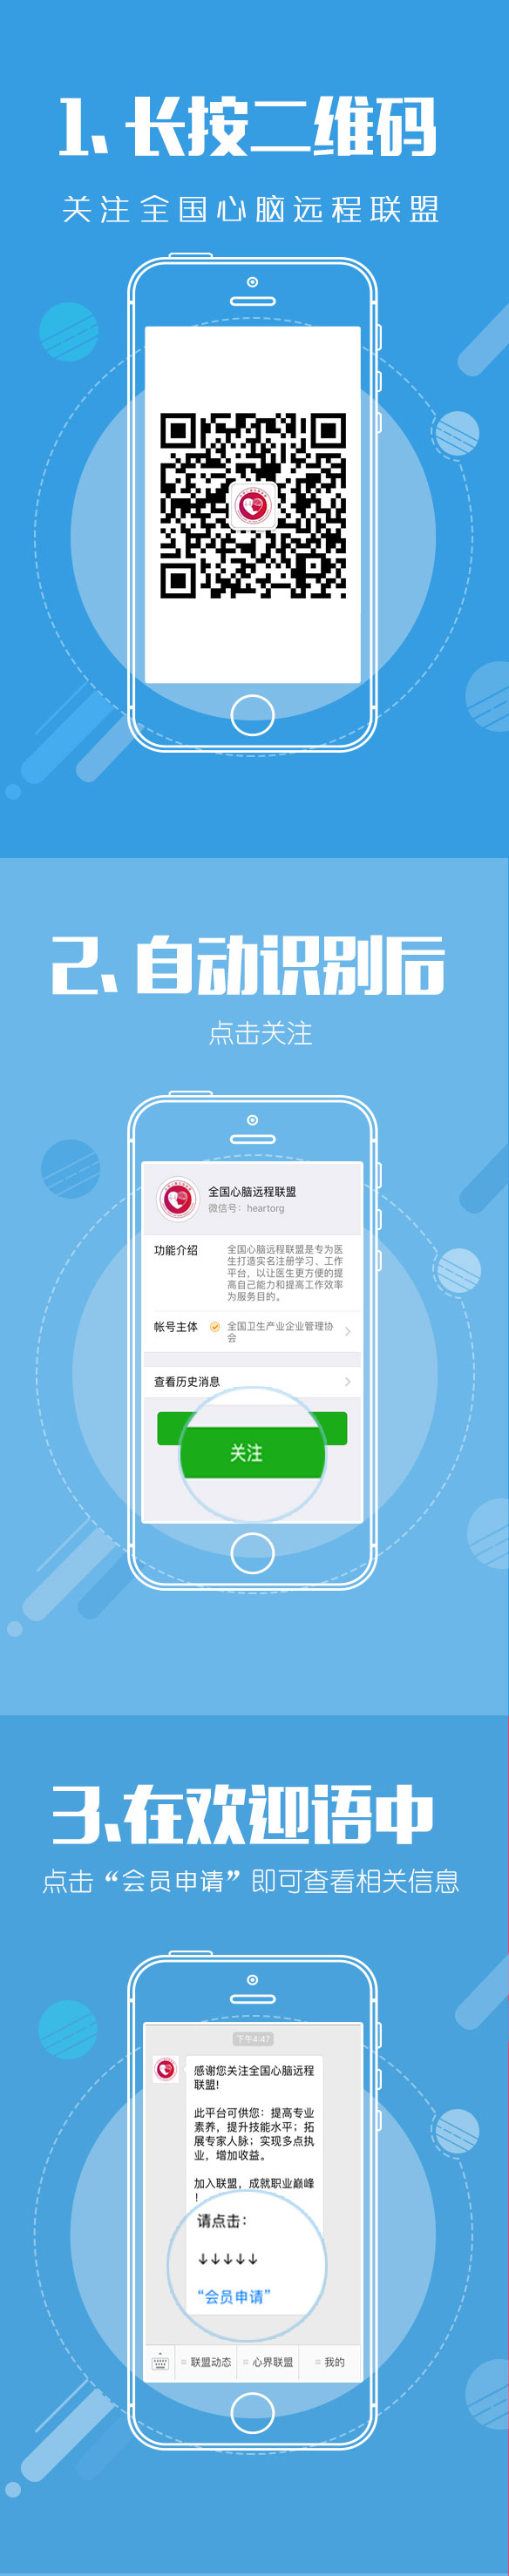 1、长按二维码
关注全国心脑远程联盟
2、自动识别后
点击关注
全国心脑远程联盟
微信号：heartorg
功能介绍
全国心脑远程联盟是专为医
生打造实名注册学习、工作
平台，以让医生更方便的提
高自己能力和提高工作效率
为服务目的。
帐号主体
全国卫生产业企业管理协
会
查看历史消息
关注
3、在欢迎语中
点击“会员申请”即可查看相关信息
下午4:47
感谢您关注全国心脑远程
联盟！
此平台可供您：提高专业
素养，提升技能水平；拓
展专家人脉；实现多点执
业，增加收益。
加入联盟，成就职业巅峰
！
请点击：
↓↓↓↓↓
“会员申请”
联盟动态
心界联盟
我的